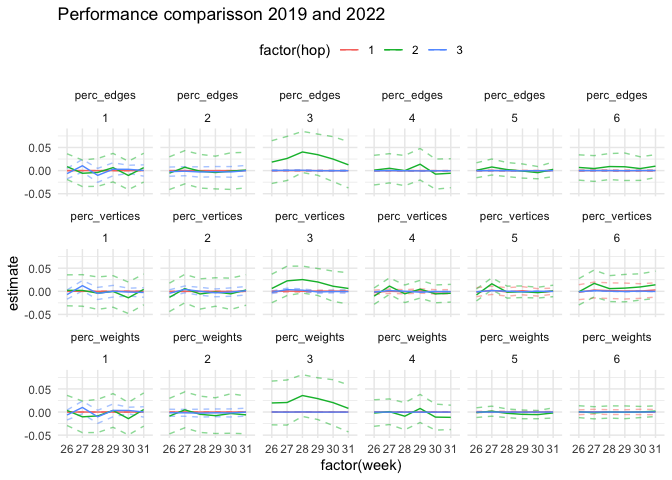 Performance comparisson 2019 and 2022
factor(hop) 1 2 3
perc_edges perc_edges perc_edges perc_edges perc_edges perc_edges
1 2 3 4 5 6
0.05
0.00
-0.05
perc_vertices perc_vertices perc_vertices perc_vertices perc_vertices perc_vertices
1 2 3 4 5 6
0.05
0.00
-0.05
estimate
perc_weights perc_weights perc_weights perc_weights perc_weights perc_weights
1 2 3 4 5 6
0.05
0.00
-0.05
26 27 28 29 30 31 26 27 28 29 30 31 26 27 28 29 30 31 26 27 28 29 30 31 26 27 28 29 30 31 26 27 28 29 30 31
factor(week)